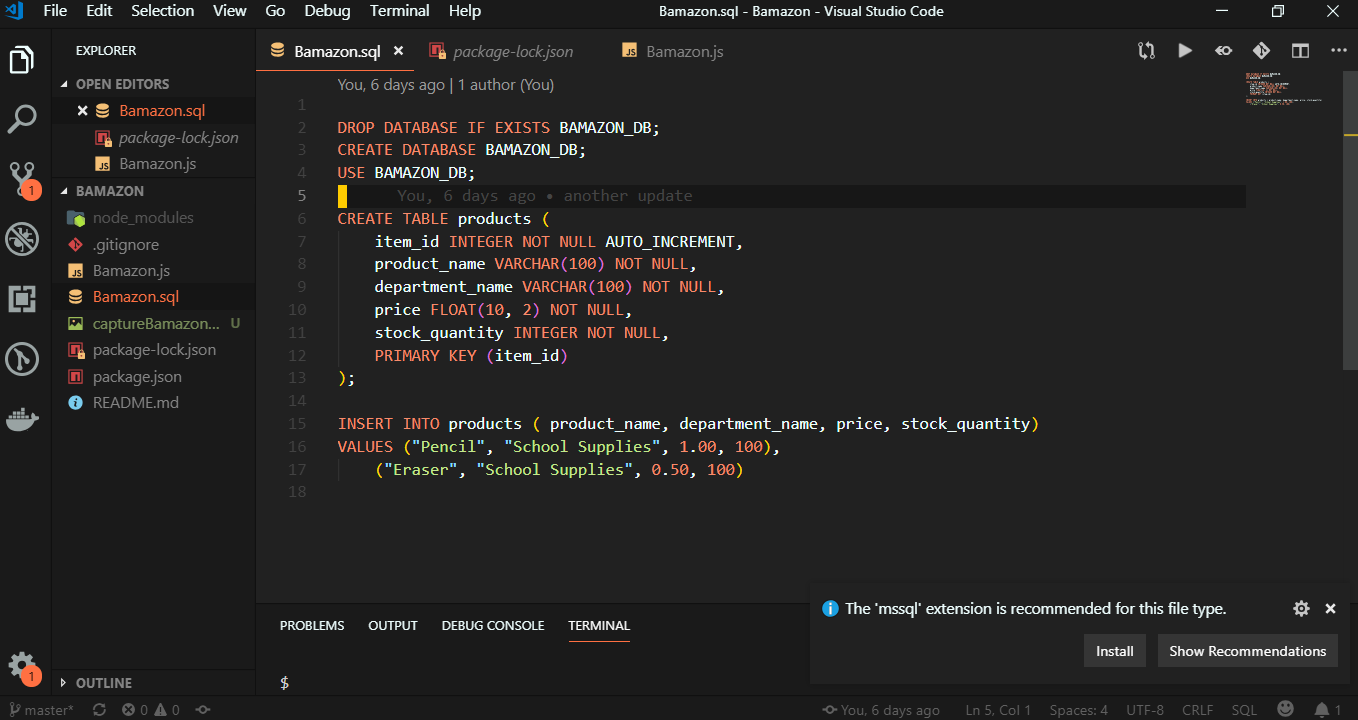 File Edit Selection View Go Debug Terminal Help
Bamazon.sql - Bamazon - Visual Studio Code
EXPLORER
OPEN EDITORS
Bamazon.sql
package-lock.json
Bamazon.js
BAMAZON
node_modules
.gitignore
Bamazon.js
Bamazon.sql
captureBamazon... U
package-lock.json
package.json
README.md
OUTLINE
1
1
Bamazon.sql package-lock.json Bamazon.js
You, 6 days ago | 1 author (You)
1
2 DROP DATABASE IF EXISTS BAMAZON_DB;
3 CREATE DATABASE BAMAZON_DB;
4 USE BAMAZON_DB;
5 You, 6 days ago • another update
6 CREATE TABLE products (
7 item_id INTEGER NOT NULL AUTO_INCREMENT,
8 product_name VARCHAR(100) NOT NULL,
9 department_name VARCHAR(100) NOT NULL,
10 price FLOAT(10, 2) NOT NULL,
11 stock_quantity INTEGER NOT NULL,
12 PRIMARY KEY (item_id)
13 );
14
15 INSERT INTO products ( product_name, department_name, price, stock_quantity)
16 VALUES ("Pencil", "School Supplies", 1.00, 100),
17 ("Eraser", "School Supplies", 0.50, 100)
18
PROBLEMS OUTPUT DEBUG CONSOLE TERMINAL
$
The 'mssql' extension is recommended for this file type.
Install Show Recommendations
master* 0 0 You, 6 days ago Ln 5, Col 1 Spaces: 4 UTF-8 CRLF SQL 1